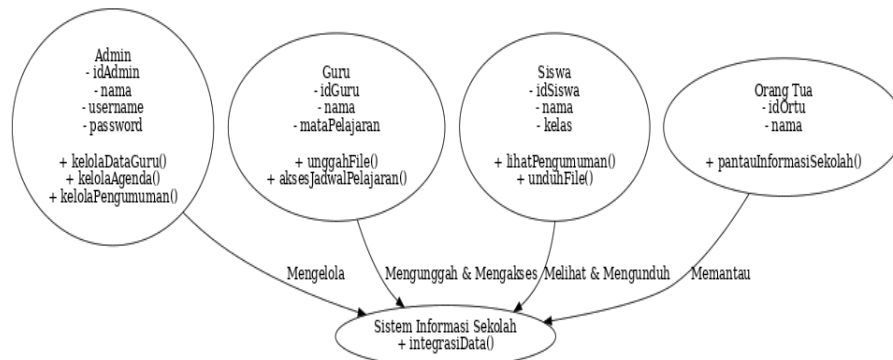 Admin
- idAdmin
- nama
- username
- password
+ kelolaDataGuru()
+ kelolaAgenda()
+ kelolaPengumuman()
Guru
- idGuru
- nama
- mataPelajaran
+ unggahFile()
+ aksesJadwalPelajaran()
Siswa
- idSiswa
- nama
- kelas
+ lihatPengumuman()
+ unduhFile()
Orang Tua
- idOrtu
- nama
+ pantauInformasiSekolah()
Mengelola
Mengunggah & Mengakses
Melihat & Mengunduh
Memantau
Sistem Informasi Sekolah
+ integrasiData()